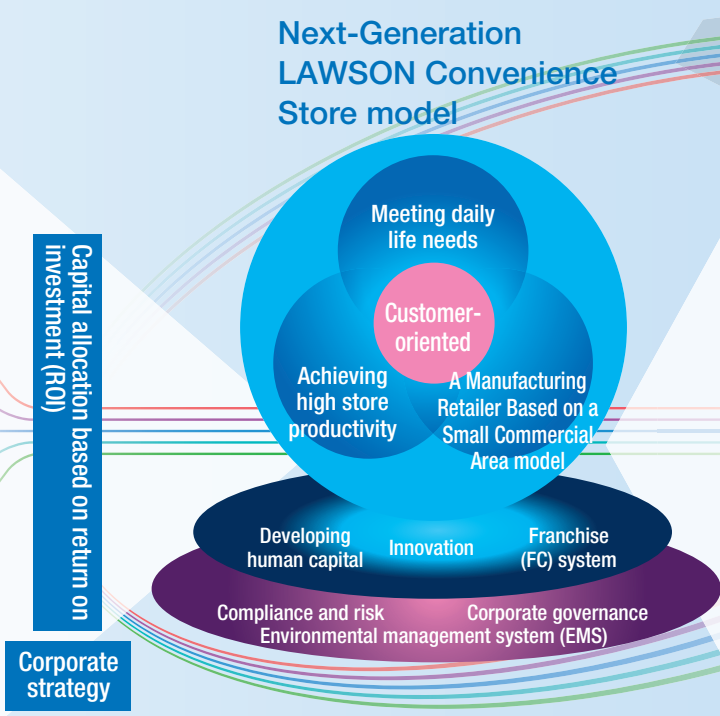 Next-Generation
LAWSON Convenience
Store model
Meeting daily
life needs
Customer-
oriented
Achieving
high store
productivity
A Manufacturing
Retailer Based on a
Small Commercial
Area model
Capital allocation based on return on
investment (ROI)
Developing
human capital
Innovation
Franchise
(FC) system
Compliance and risk
Corporate governance
Environmental management system (EMS)
Corporate
strategy